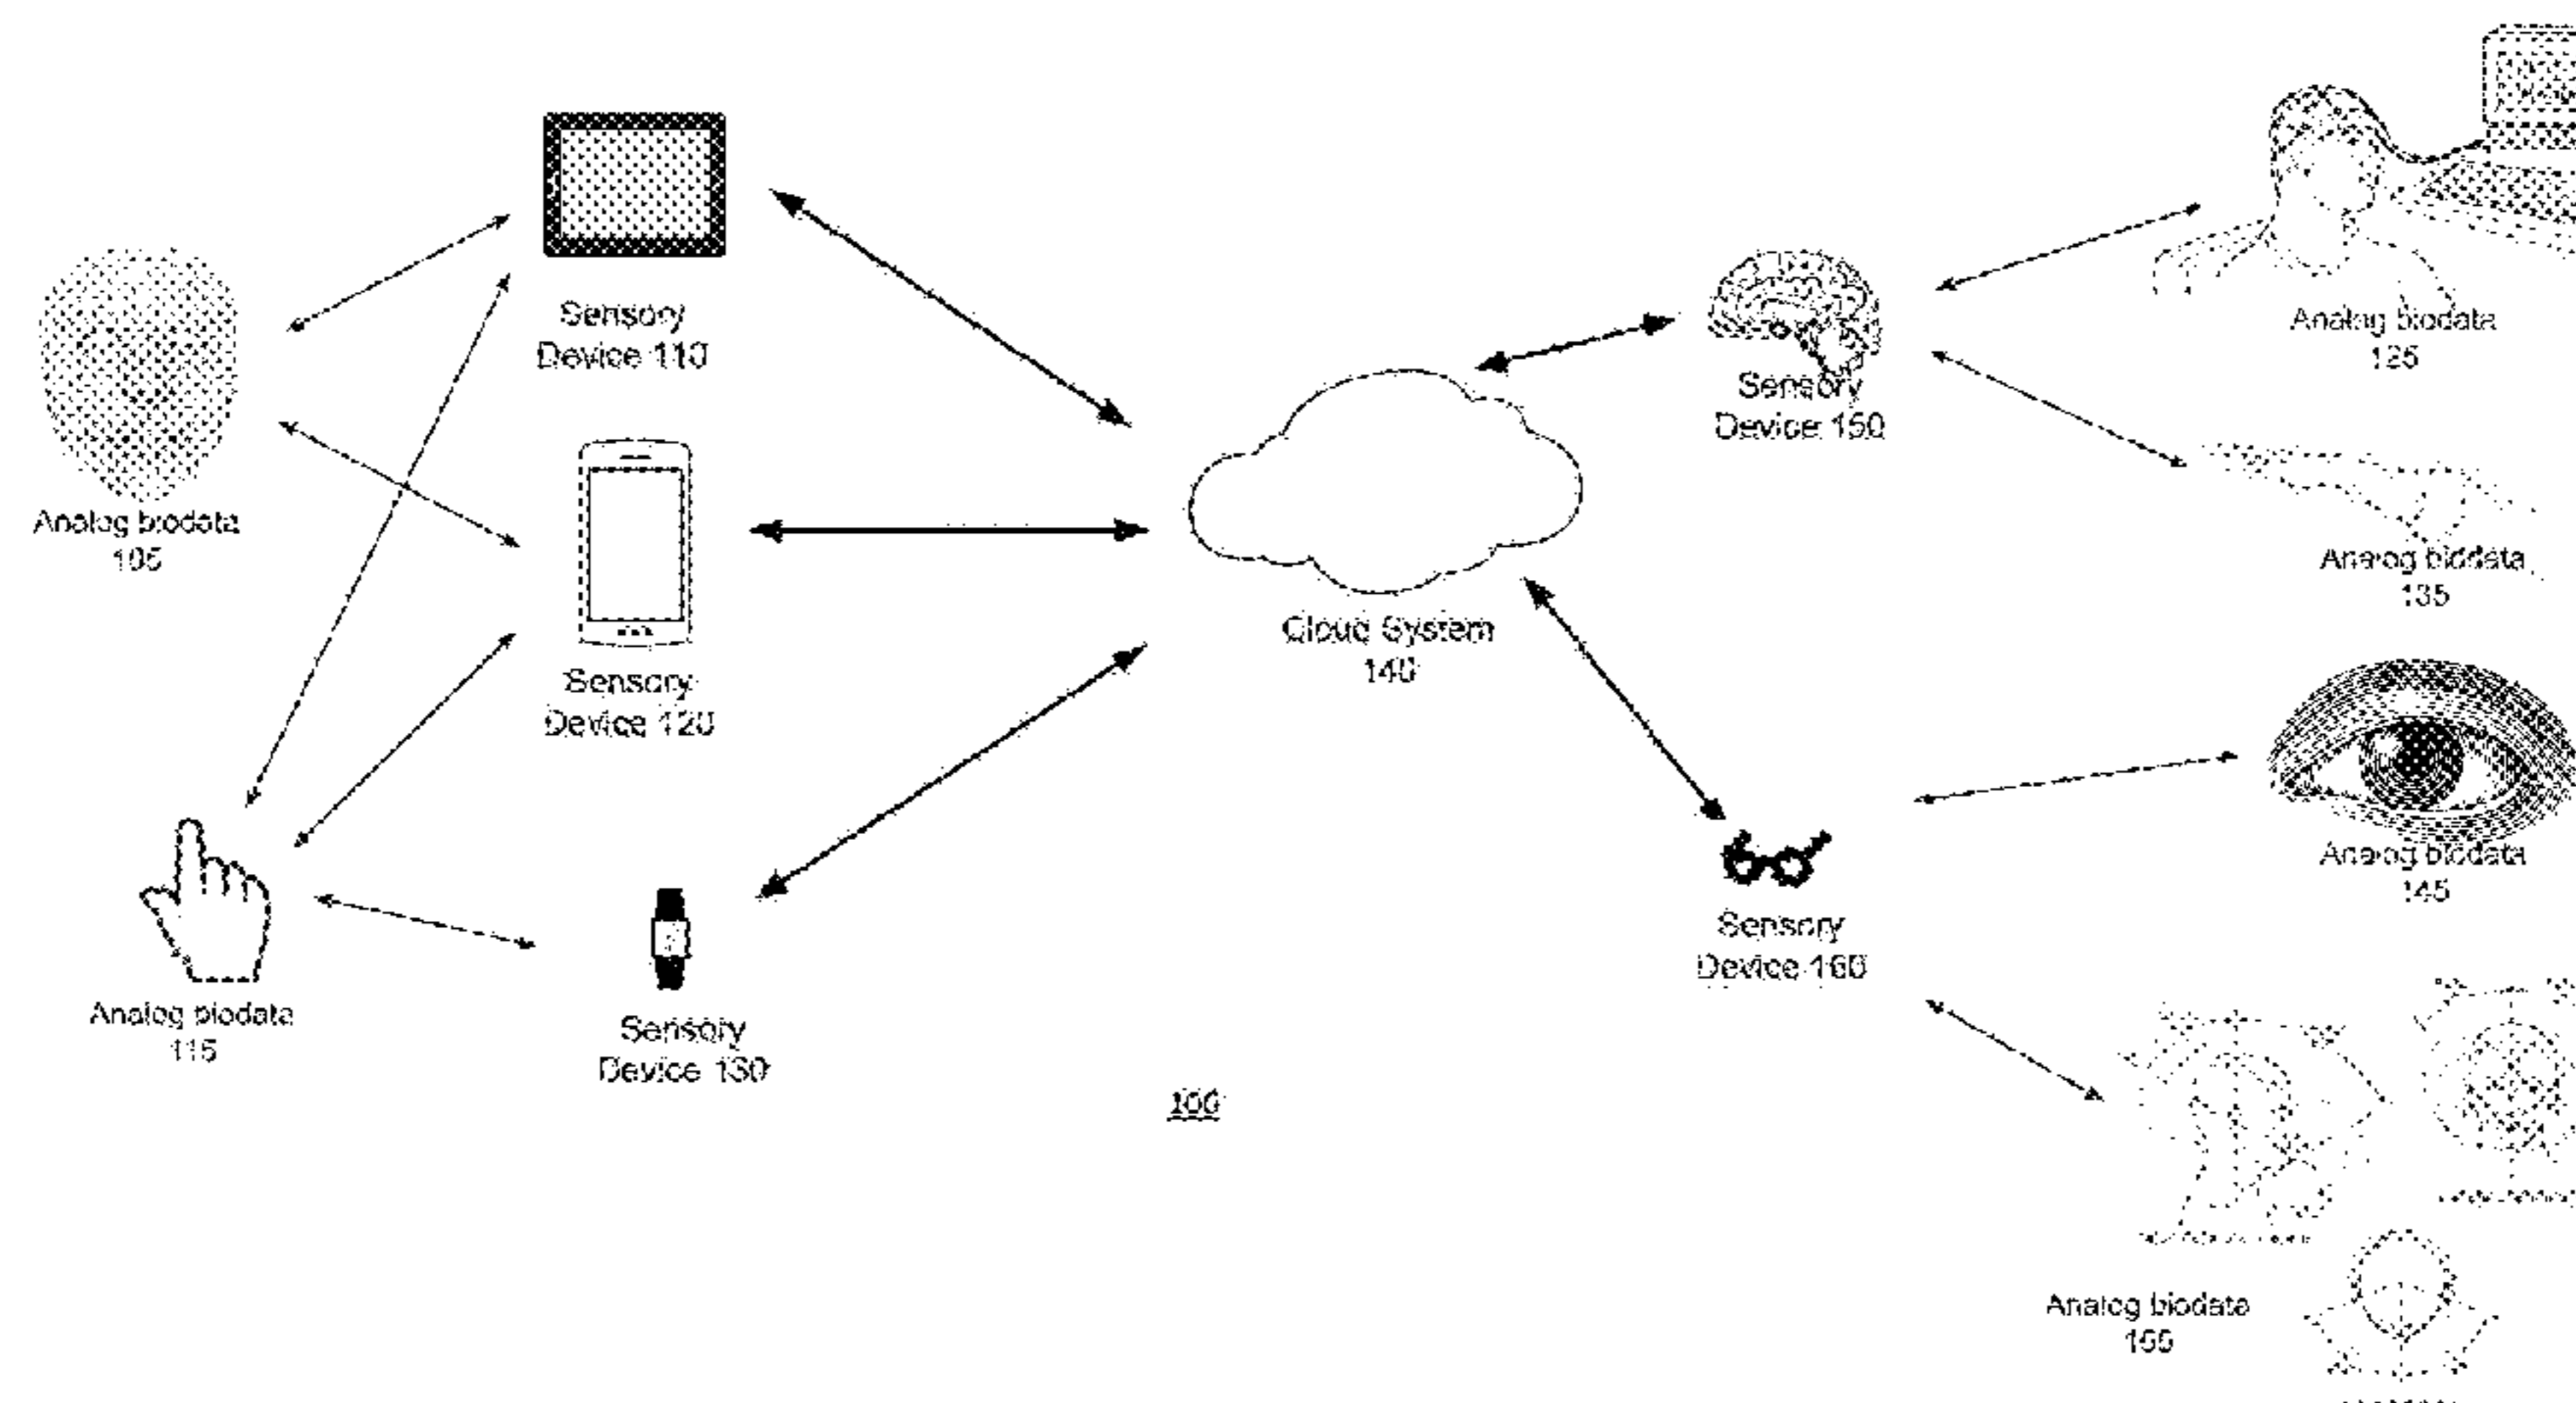 Sensory
Device 110
Analog biodata
105
Sensory
Device 120
Analog biodata
115
Sensory
Device 130
Cloud System
140
100
Sensory
Device 150
Analog biodata
125
Analog biodata
135
Analog biodata
145
Sensory
Device 160
Analog biodata
155